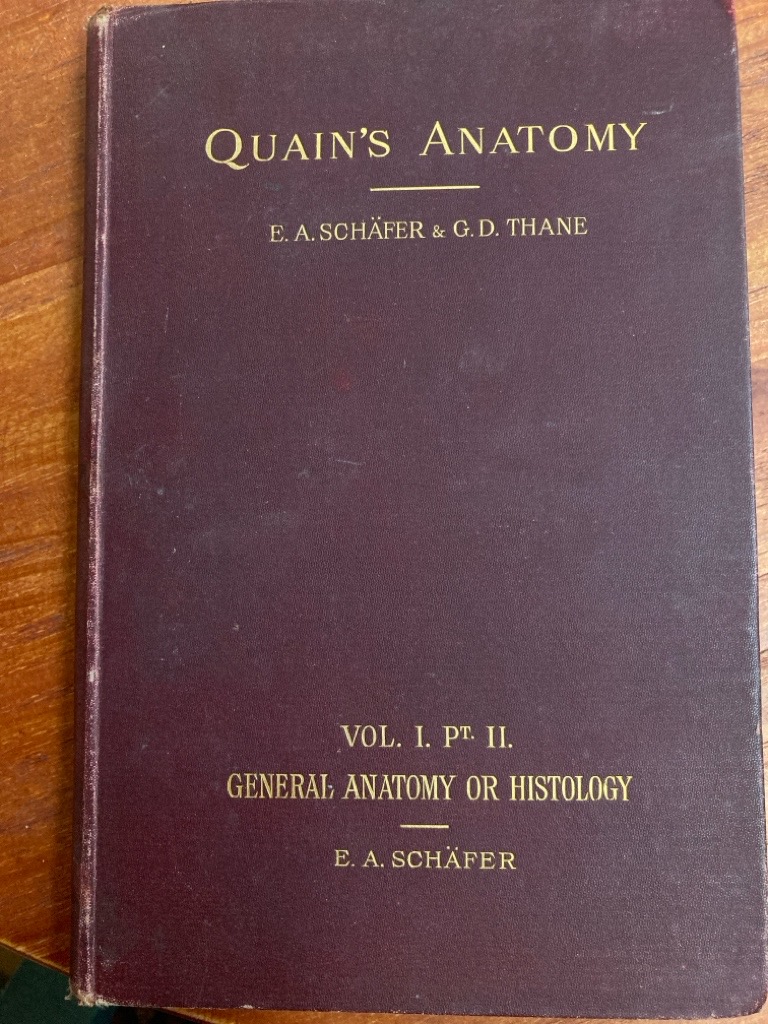 QUAIN'S ANATOMY
E. A. SCHÄFER & G. D. THANE
VOL. I. PT. II.
GENERAL ANATOMY OR HISTOLOGY
E. A. SCHÄFER